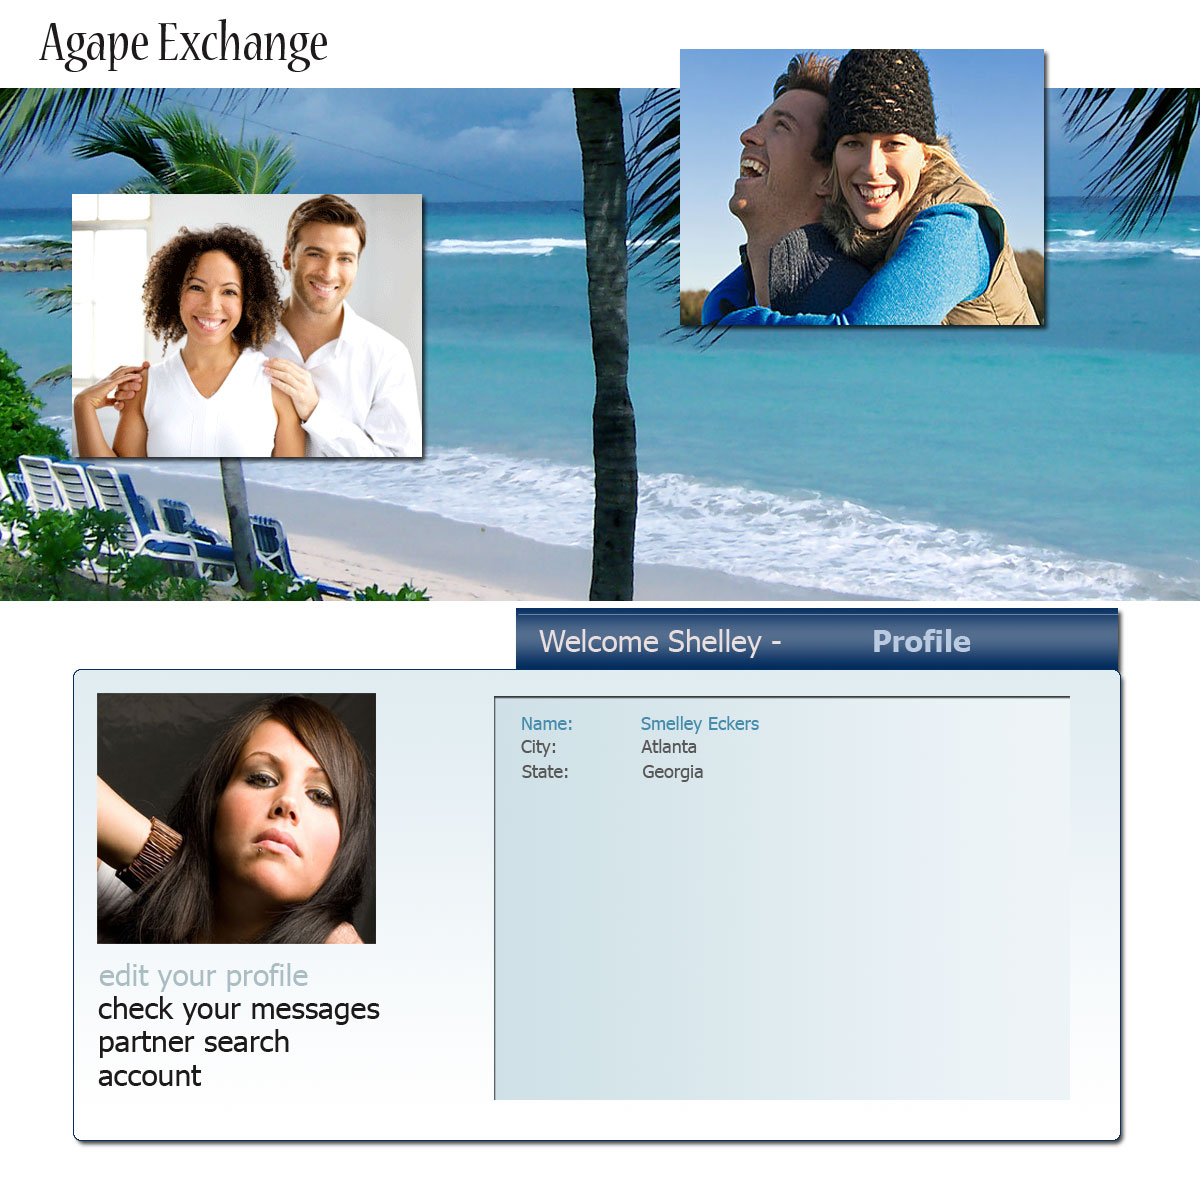 Agape Exchange
Welcome Shelley - Profile
Name: Smelley Eckers
City: Atlanta
State: Georgia
edit your profile
check your messages
partner search
account